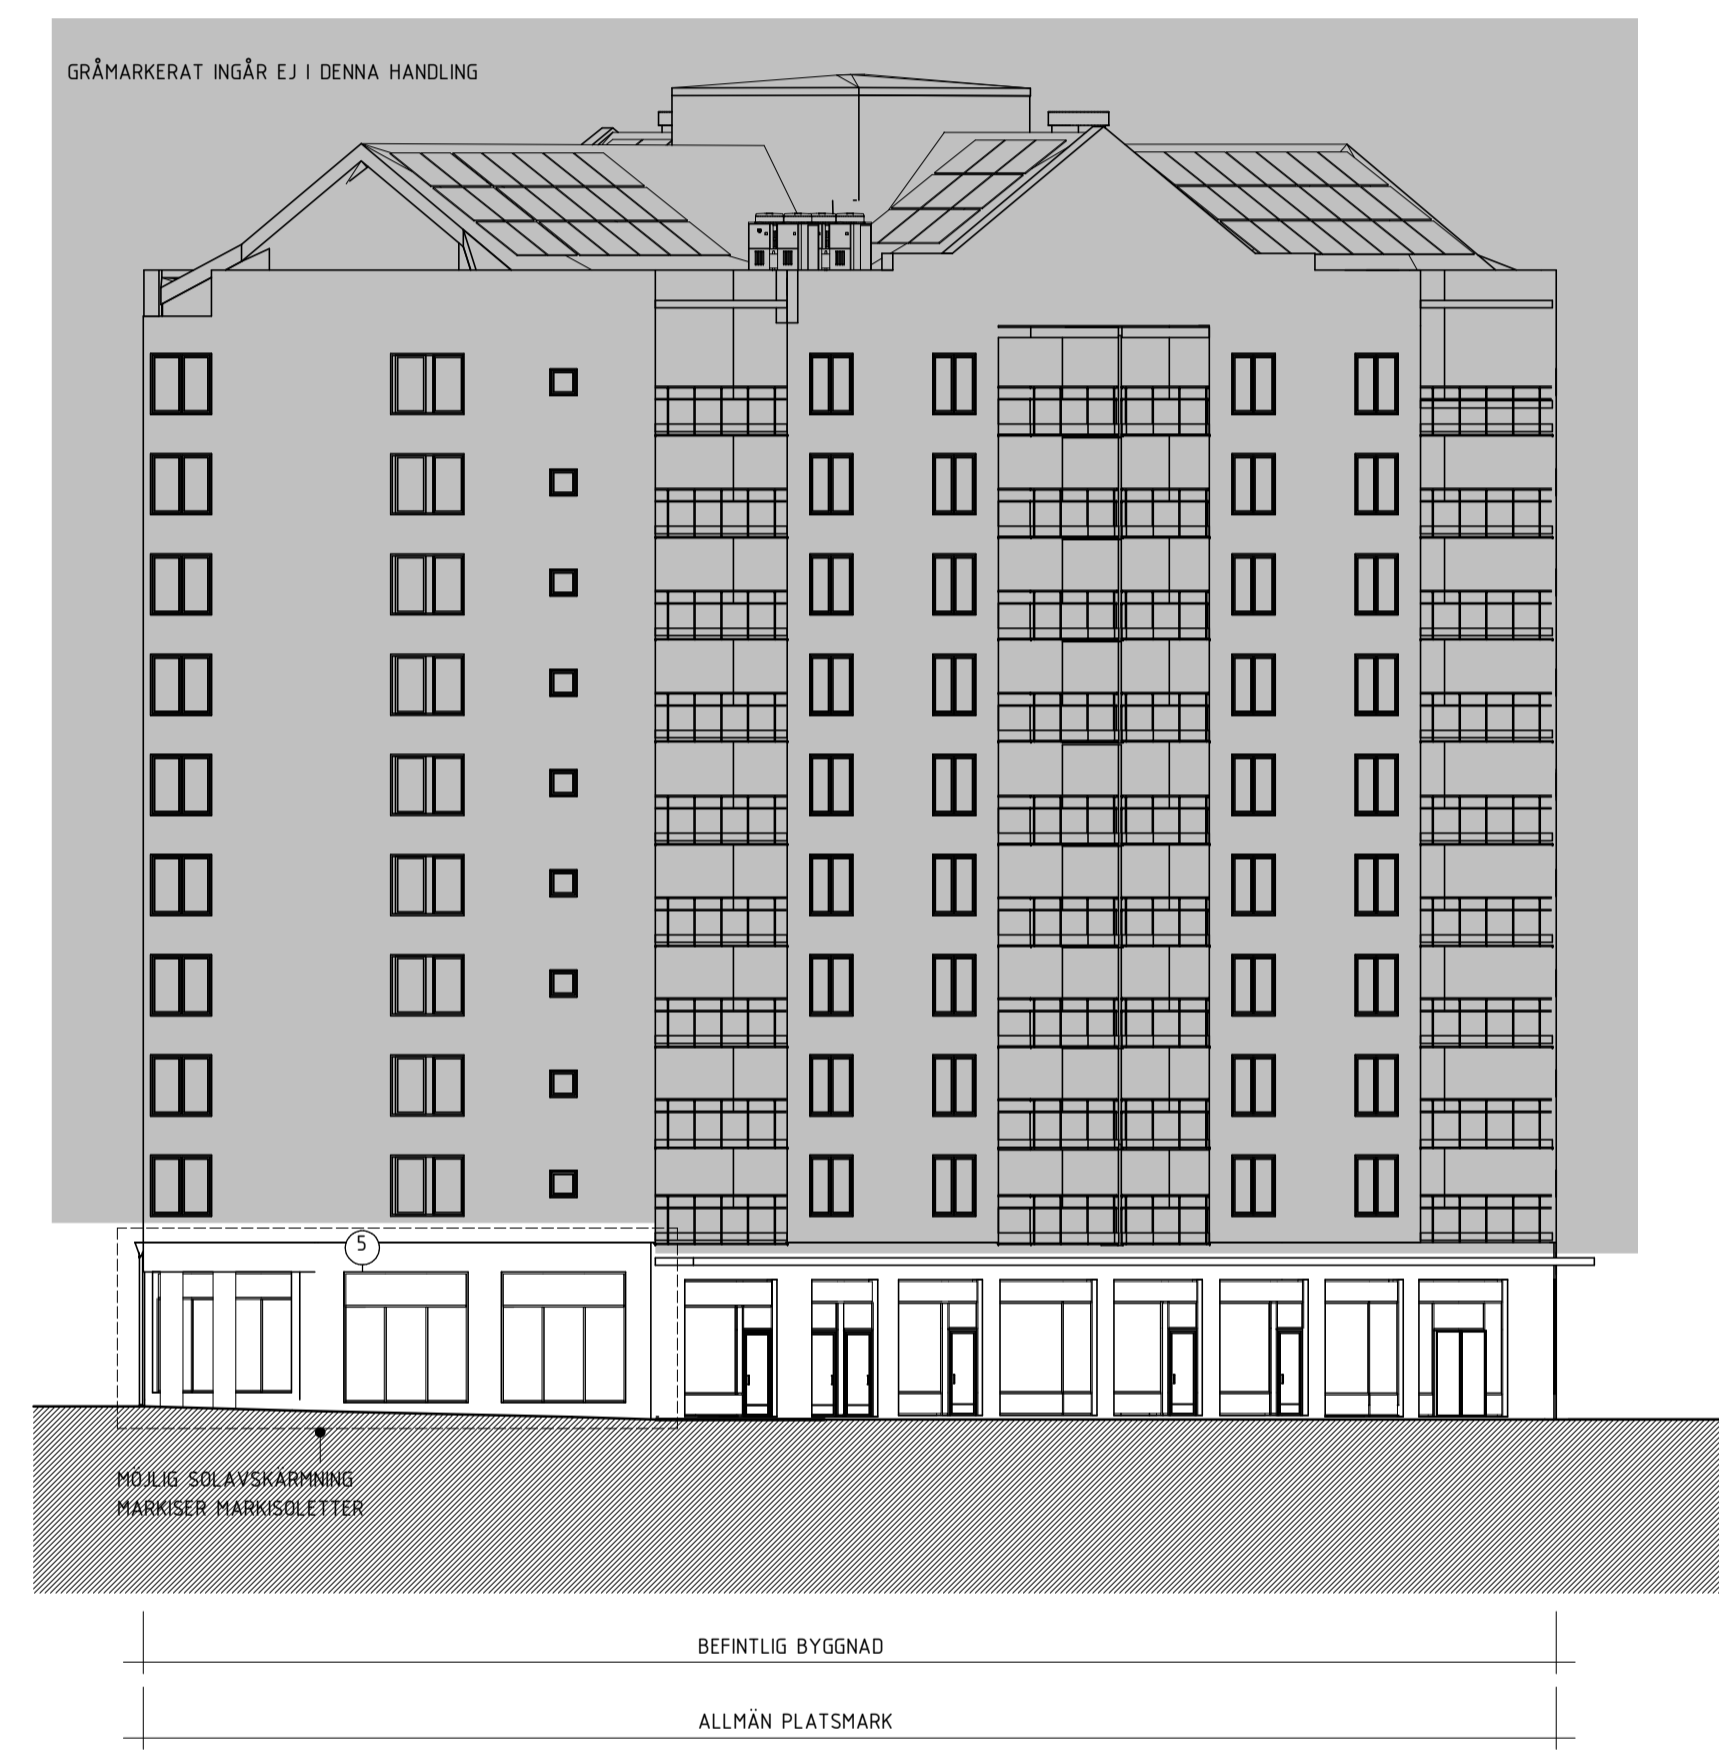 GRÅMARKERAT INGÅR EJ I DENNA HANDLING
5
MÖJLIG SOLAVSKÄRMNING
MARKISER MARKISOLETTER
BEFINTLIG BYGGNAD
ALLMÄN PLATSMARK